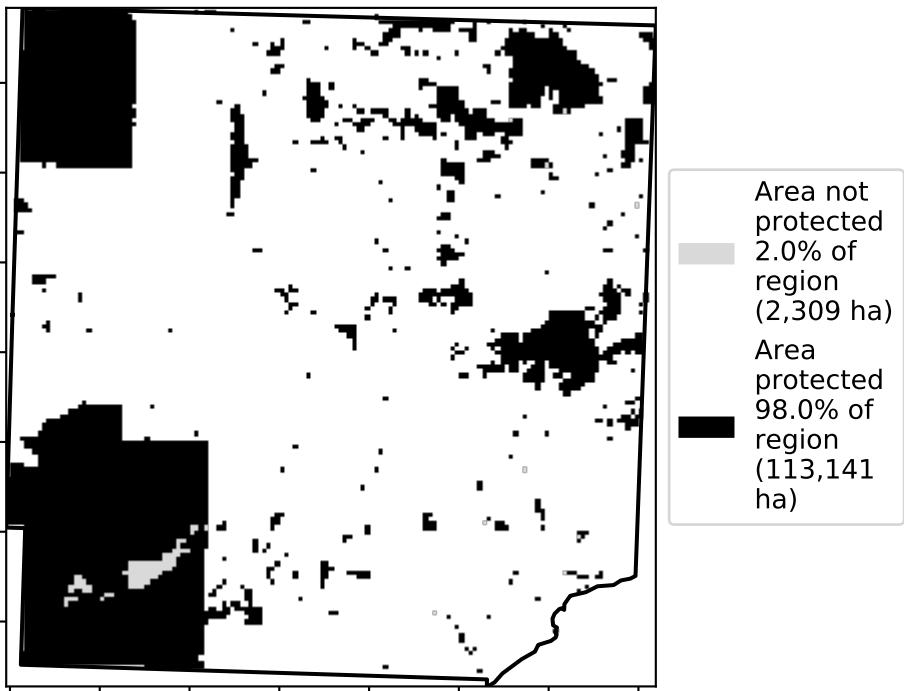 Area not
protected
2.0% of
region
(2,309 ha)
Area
protected
98.0% of
region
(113,141
ha)